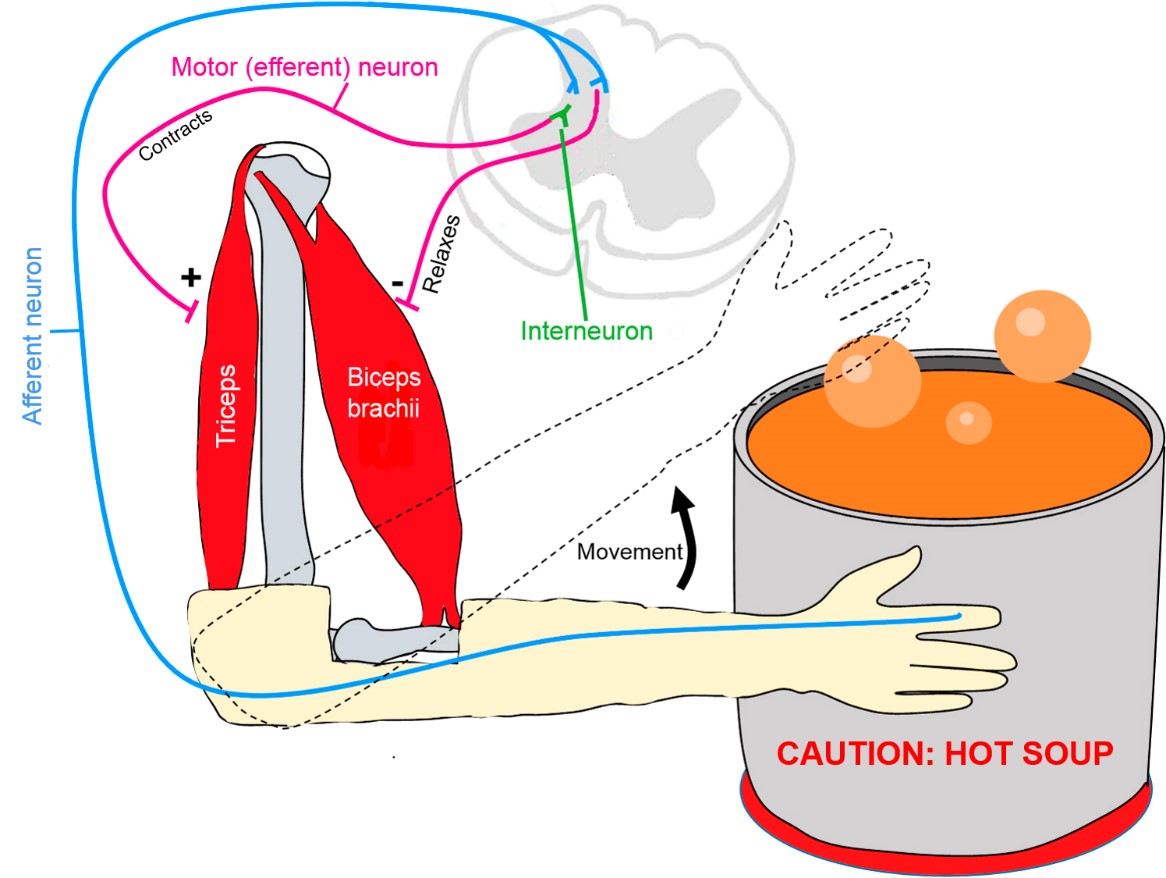 Motor (efferent) neuron
Contracts
Relaxes
+
-
Afferent neuron
Interneuron
Triceps
Biceps
brachii
Movement
CAUTION: HOT SOUP